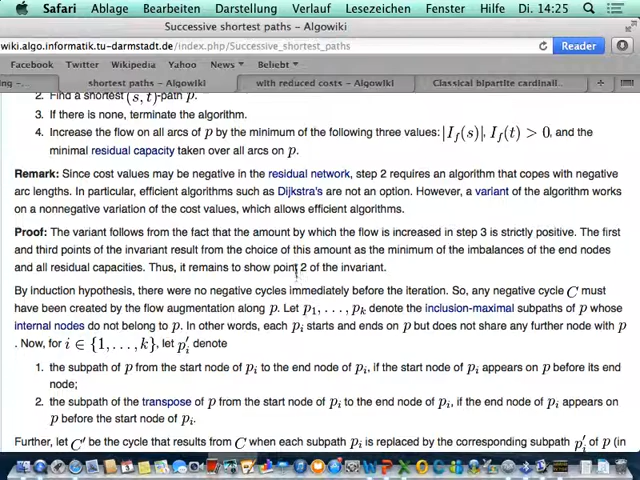 Safari Ablage Bearbeiten Darstellung Verlauf Lesezeichen Fenster Hilfe Di. 14:25
Successive shortest paths – Algowiki
wiki.algo.informatik.tu-darmstadt.de/index.php/Successive_shortest_paths Reader
Facebook Twitter Wikipedia Yahoo News Beliebt
ng – ... shortest paths – Algowiki with reduced costs – Algowiki Classical bipartite cardinal...
2. Find a shortest (s, t)-path p.
3. If there is none, terminate the algorithm.
4. Increase the flow on all arcs of p by the minimum of the following three values: |I_f(s)|, I_f(t) > 0, and the
minimal residual capacity taken over all arcs on p.
Remark: Since cost values may be negative in the residual network, step 2 requires an algorithm that copes with negative
arc lengths. In particular, efficient algorithms such as Dijkstra's are not an option. However, a variant of the algorithm works
on a nonnegative variation of the cost values, which allows efficient algorithms.
Proof: The variant follows from the fact that the amount by which the flow is increased in step 3 is strictly positive. The first
and third points of the invariant result from the choice of this amount as the minimum of the imbalances of the end nodes
and all residual capacities. Thus, it remains to show point 2 of the invariant.
By induction hypothesis, there were no negative cycles immediately before the iteration. So, any negative cycle C must
have been created by the flow augmentation along p. Let p₁, . . . , pₖ denote the inclusion-maximal subpaths of p whose
internal nodes do not belong to p. In other words, each pᵢ starts and ends on p but does not share any further node with p
. Now, for i ∈ {1, . . . , k}, let p′ᵢ denote
1. the subpath of p from the start node of pᵢ to the end node of pᵢ, if the start node of pᵢ appears on p before its end
node;
2. the subpath of the transpose of p from the start node of pᵢ to the end node of pᵢ, if the end node of pᵢ appears on
p before the start node of pᵢ.
Further, let C′ be the cycle that results from C when each subpath pᵢ is replaced by the corresponding subpath p′ᵢ of p (in